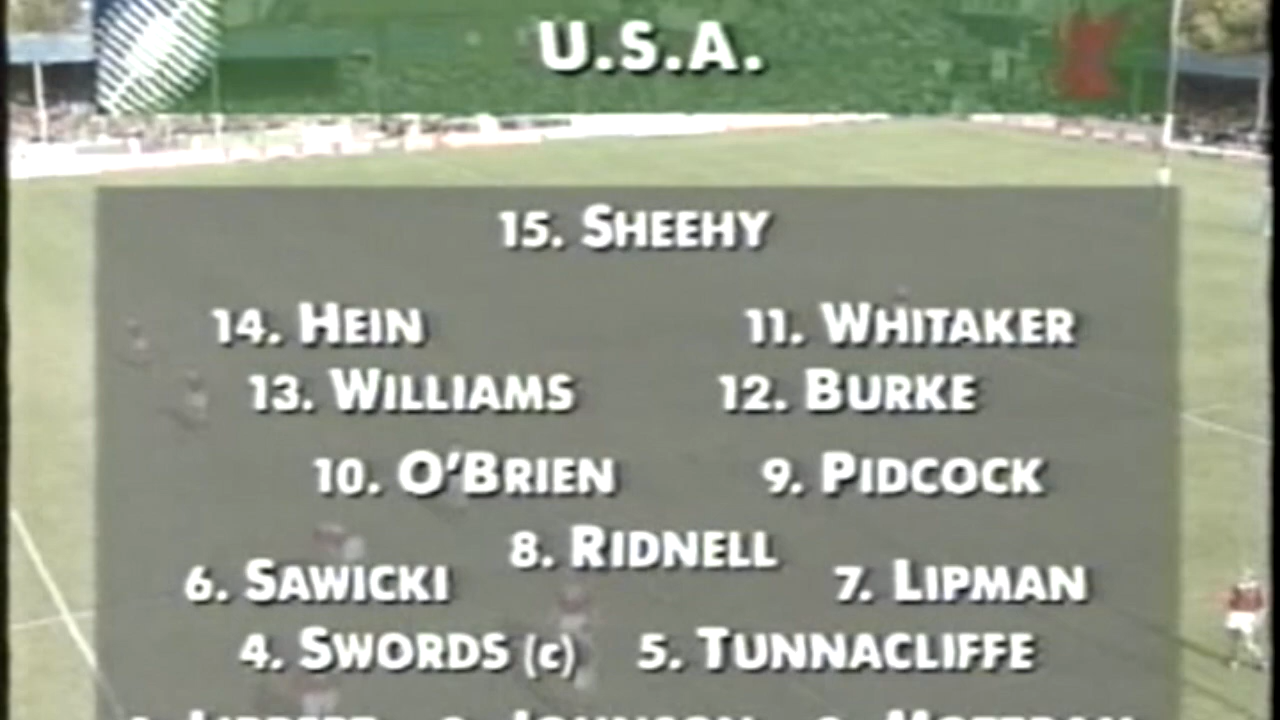 U.S.A.
15. SHEEHY
14. HEIN 11. WHITAKER
13. WILLIAMS 12. BURKE
10. O'BRIEN 9. PIDCOCK
8. RIDNELL
6. SAWICKI 7. LIPMAN
4. SWORDS (c) 5. TUNNACLIFFE